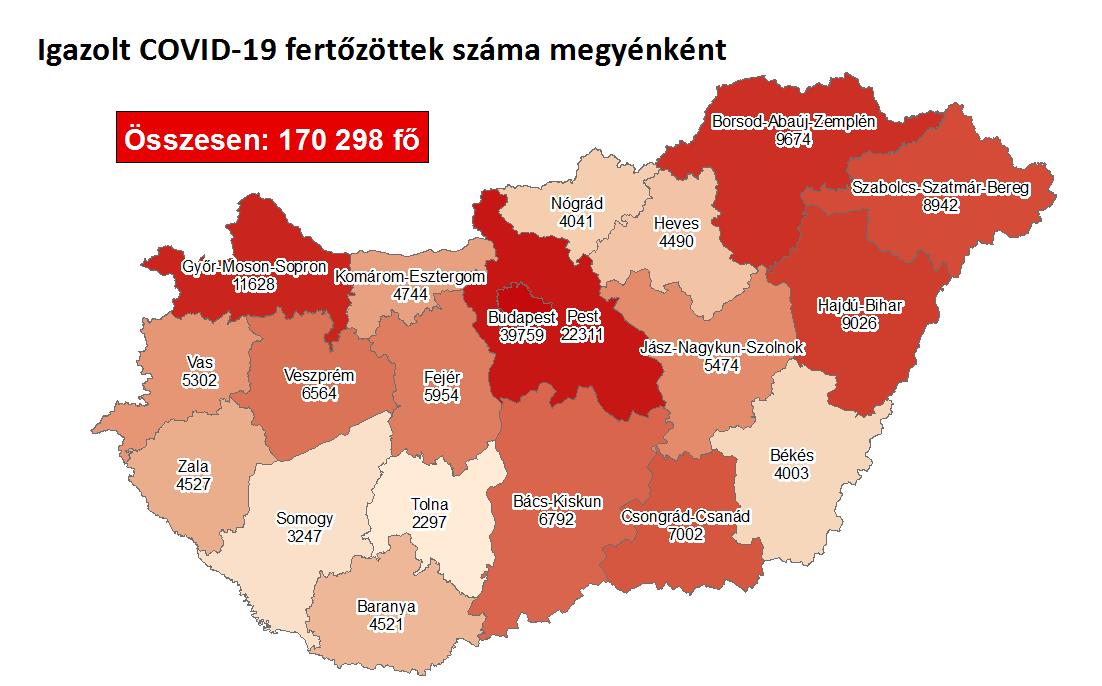 Igazolt COVID-19 fertőzöttek száma megyénként
Összesen: 170 298 fő
Borsod-Abaúj-Zemplén
9674
Szabolcs-Szatmár-Bereg
8942
Nógrád
4041
Heves
4490
Győr-Moson-Sopron
11628
Komárom-Esztergom
4744
Hajdú-Bihar
9026
Budapest
39759
Pest
22311
Jász-Nagykun-Szolnok
5474
Vas
5302
Veszprém
6564
Fejér
5954
Zala
4527
Békés
4003
Somogy
3247
Tolna
2297
Bács-Kiskun
6792
Csongrád-Csanád
7002
Baranya
4521